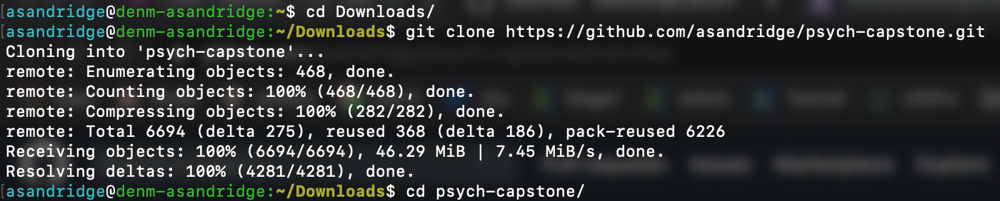 [asandridge@denm-asandridge:~$ cd Downloads/
[asandridge@denm-asandridge:~/Downloads$ git clone https://github.com/asandridge/psych-capstone.git
Cloning into 'psych-capstone'...
remote: Enumerating objects: 468, done.
remote: Counting objects: 100% (468/468), done.
remote: Compressing objects: 100% (282/282), done.
remote: Total 6694 (delta 275), reused 368 (delta 186), pack-reused 6226
Receiving objects: 100% (6694/6694), 46.29 MiB | 7.45 MiB/s, done.
Resolving deltas: 100% (4281/4281), done.
[asandridge@denm-asandridge:~/Downloads$ cd psych-capstone/